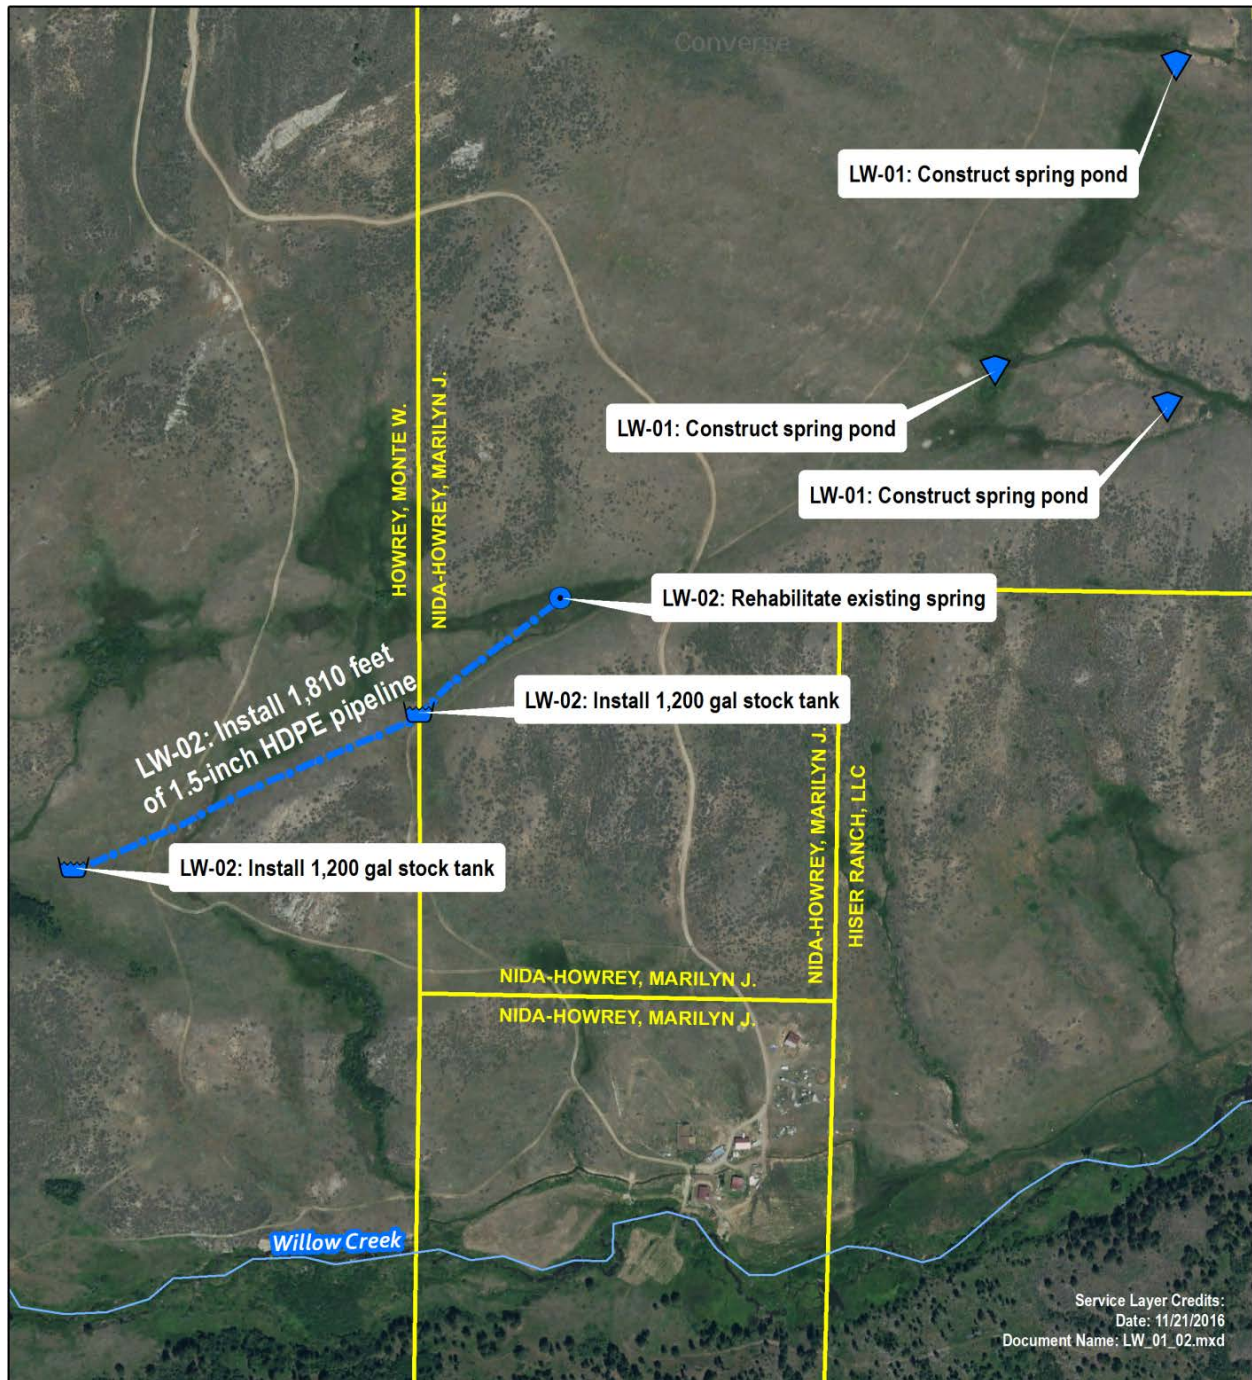 Converse
LW-01: Construct spring pond
LW-01: Construct spring pond
LW-01: Construct spring pond
HOWREY, MONTE W.
NIDA-HOWREY, MARILYN J.
LW-02: Rehabilitate existing spring
LW-02: Install 1,810 feet
of 1.5-inch HDPE pipeline
LW-02: Install 1,200 gal stock tank
NIDA-HOWREY, MARILYN J.
HISER RANCH, LLC
LW-02: Install 1,200 gal stock tank
NIDA-HOWREY, MARILYN J.
NIDA-HOWREY, MARILYN J.
Willow Creek
Service Layer Credits:
Date: 11/21/2016
Document Name: LW_01_02.mxd